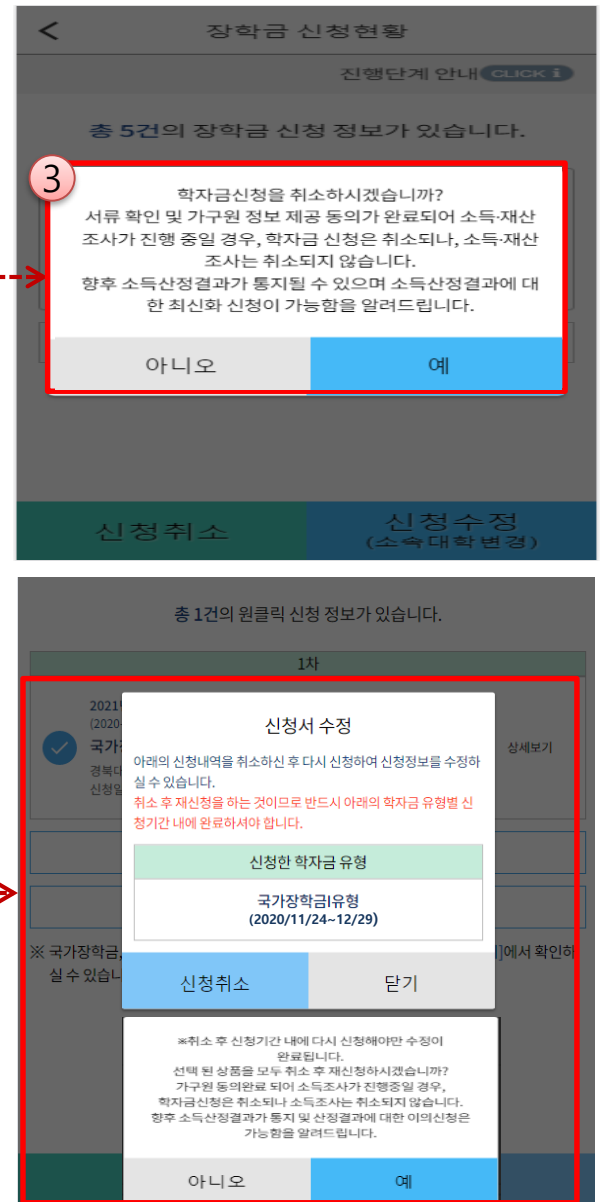 장학금 신청현황
진행단계 안내 CLICK i
총 5건의 장학금 신청 정보가 있습니다.
3
학자금신청을 취소하시겠습니까?
서류 확인 및 가구원 정보 제공 동의가 완료되어 소득·재산
조사가 진행 중일 경우, 학자금 신청은 취소되나, 소득·재산
조사는 취소되지 않습니다.
향후 소득산정결과가 통지될 수 있으며 소득산정결과에 대
한 최신화 신청이 가능함을 알려드립니다.
아니오 예
신청취소 신청수정
(소속대학변경)
총 1건의 원클릭 신청 정보가 있습니다.
1차
2021
(2020-
국가
경북대
신청일
상세보기
신청서 수정
아래의 신청내역을 취소하신 후 다시 신청하여 신청정보를 수정하
실 수 있습니다.
취소 후 재신청을 하는 것이므로 반드시 아래의 학자금 유형별 신
청기간 내에 완료하셔야 합니다.
신청한 학자금 유형
국가장학금I유형
(2020/11/24~12/29)
※ 국가장학금, ]에서 확인하
실 수 있습니
신청취소 닫기
※취소 후 신청기간 내에 다시 신청해야만 수정이
완료됩니다.
선택 된 상품을 모두 취소 후 재신청하시겠습니까?
가구원 동의완료 되어 소득조사가 진행중일 경우,
학자금신청은 취소되나 소득조사는 취소되지 않습니다.
향후 소득산정결과가 통지 및 산정결과에 대한 이의신청은
가능함을 알려드립니다.
아니오 예